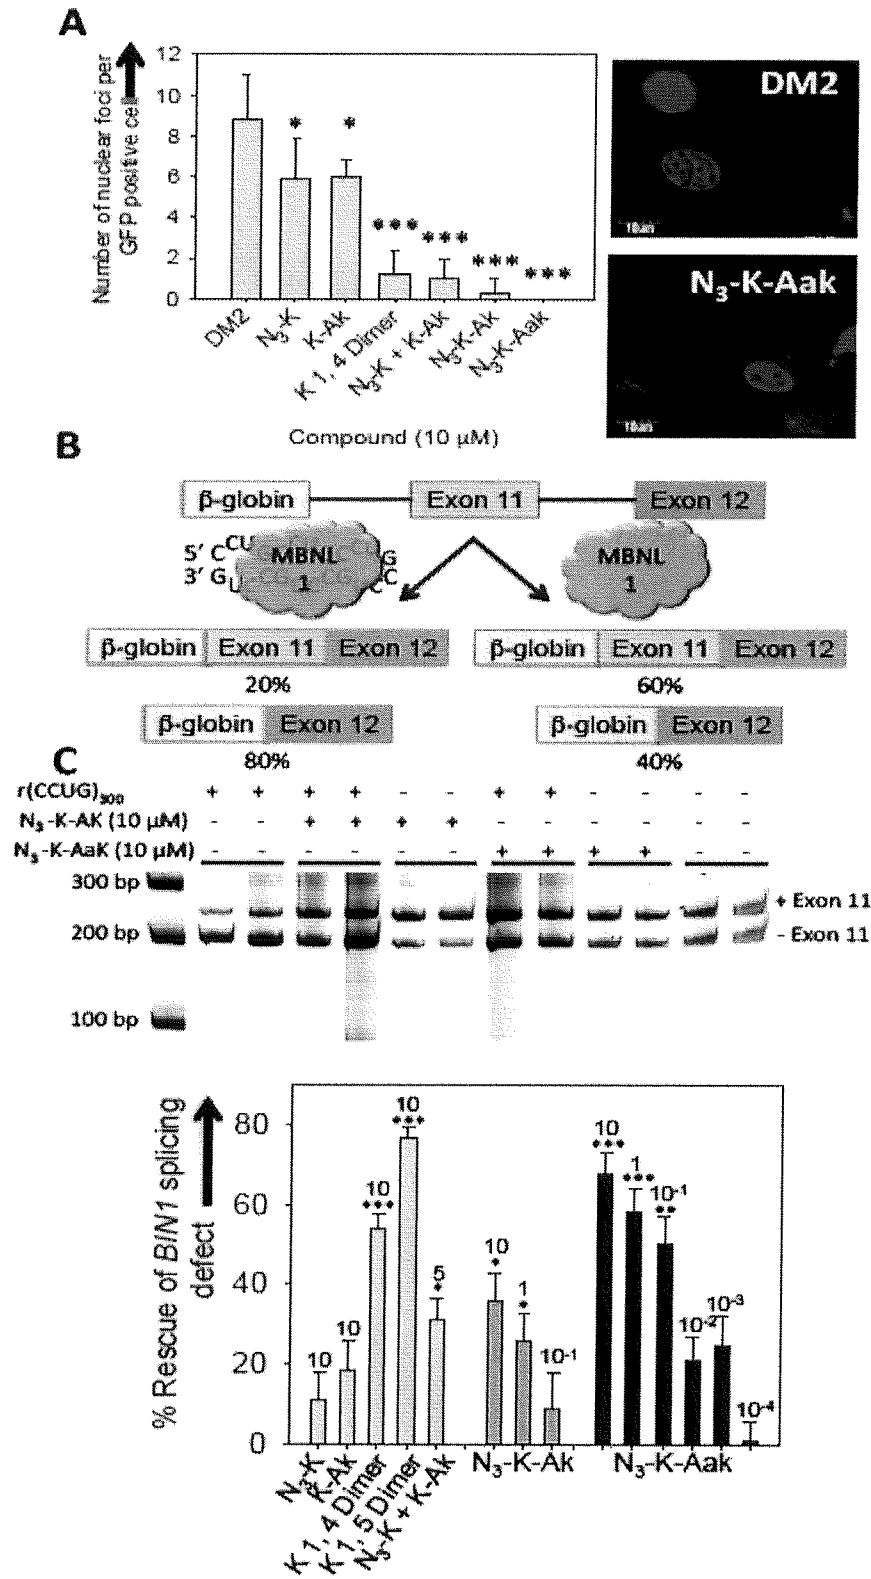 A
Number of nuclear foci per
GFP positive cell
12
10
8
6
4
2
0
*
*
***
***
***
***
DM2
N3-K
K-Ak
K 1, 4 Dimer
N3-K + K-Ak
N3-K-Ak
N3-K-Aak
Compound (10 µM)
DM2
10µm
N3-K-Aak
10µm
B
β-globin Exon 11 Exon 12
5' C CU G
3' G U C C
MBNL
1
MBNL
1
β-globin Exon 11 Exon 12
20%
β-globin Exon 11 Exon 12
60%
β-globin Exon 12
80%
β-globin Exon 12
40%
C
r(CCUG)300 + + + + - - + + - - - -
N3-K-AK (10 µM) - - + + + +
N3-K-AaK (10 µM) - - - - - - + + + + - -
300 bp
200 bp
100 bp
+ Exon 11
- Exon 11
% Rescue of BIN1 splicing
defect
80
60
40
20
0
10
10
10
***
10
***
5
*
10
*
1
*
10-1
10
***
1
***
10-1
**
10-2
10-3
10-4
N3-K
K-Ak
K 1, 4 Dimer
K 1, 5 Dimer
N3-K + K-Ak
N3-K-Ak
N3-K-Aak